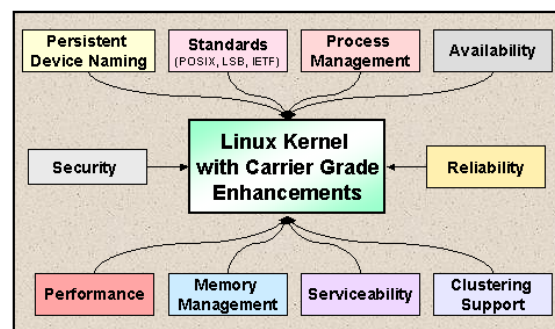 Persistent
Device Naming
Standards
(POSIX, LSB, IETF)
Process
Management
Availability
Security
Linux Kernel
with Carrier Grade
Enhancements
Reliability
Performance
Memory
Management
Serviceability
Clustering
Support